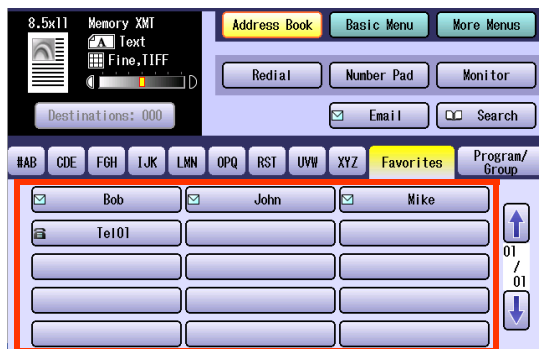 8.5x11 Memory XMT
A Text
Fine,TIFF
D
Destinations: 000
Address Book Basic Menu More Menus
Redial Number Pad Monitor
Email Search
#AB CDE FGH IJK LMN OPQ RST UVW XYZ Favorites Program/
Group
Bob John Mike
Tel01
01
/
01